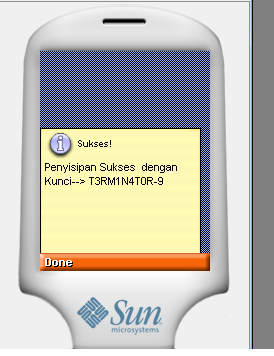 Sukses!
Penyisipan Sukses dengan
Kunci--> T3RM1N4T0R-9
Done
Sun
microsystems